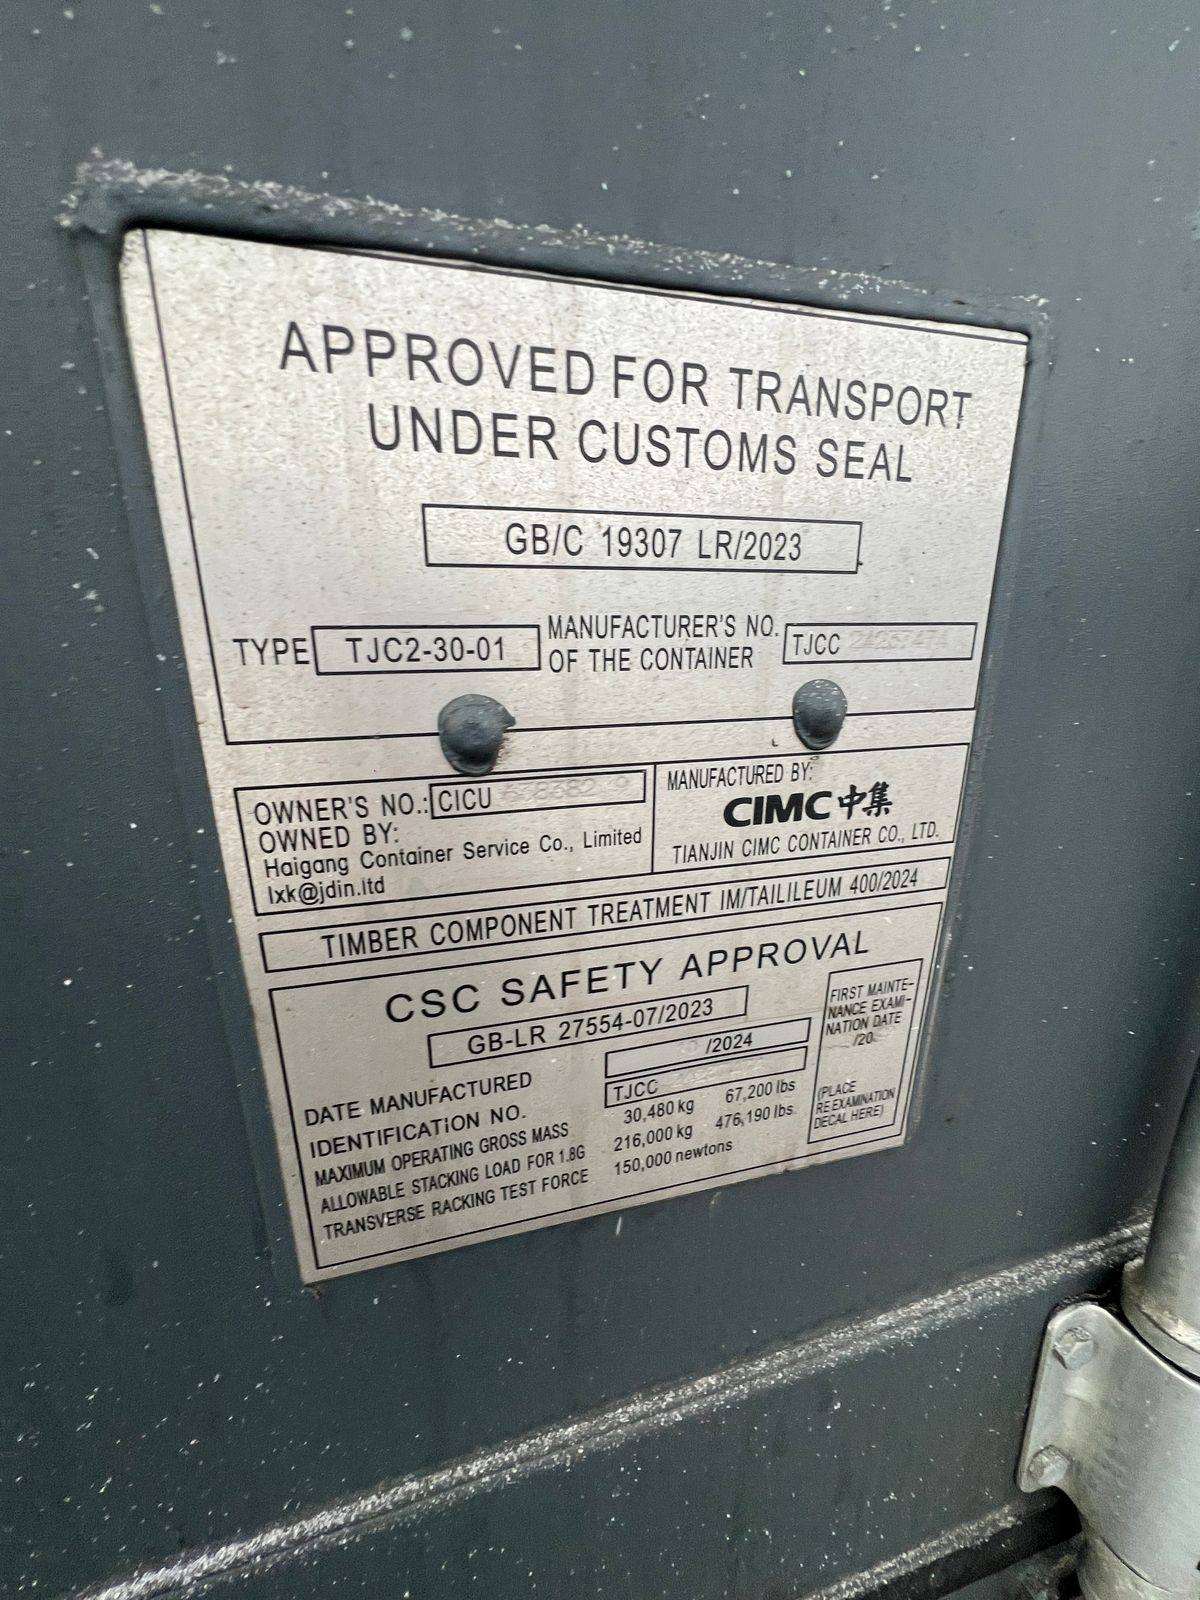 APPROVED FOR TRANSPORT
UNDER CUSTOMS SEAL
GB/C 19307 LR/2023
TYPE TJC2-30-01
MANUFACTURER'S NO.
OF THE CONTAINER
TJCC
OWNER'S NO.: CICU
OWNED BY:
Haigang Container Service Co., Limited
lxk@jdin.ltd
MANUFACTURED BY:
CIMC 中集
TIANJIN CIMC CONTAINER CO., LTD.
TIMBER COMPONENT TREATMENT IM/TAILILEUM 400/2024
CSC SAFETY APPROVAL
GB-LR 27554-07/2023
DATE MANUFACTURED /2024
IDENTIFICATION NO. TJCC
MAXIMUM OPERATING GROSS MASS 30,480 kg 67,200 lbs
ALLOWABLE STACKING LOAD FOR 1.8G 216,000 kg 476,190 lbs.
TRANSVERSE RACKING TEST FORCE 150,000 newtons
FIRST MAINTE-
NANCE EXAMI-
NATION DATE
/20
(PLACE
RE EXAMINATION
DECAL HERE)